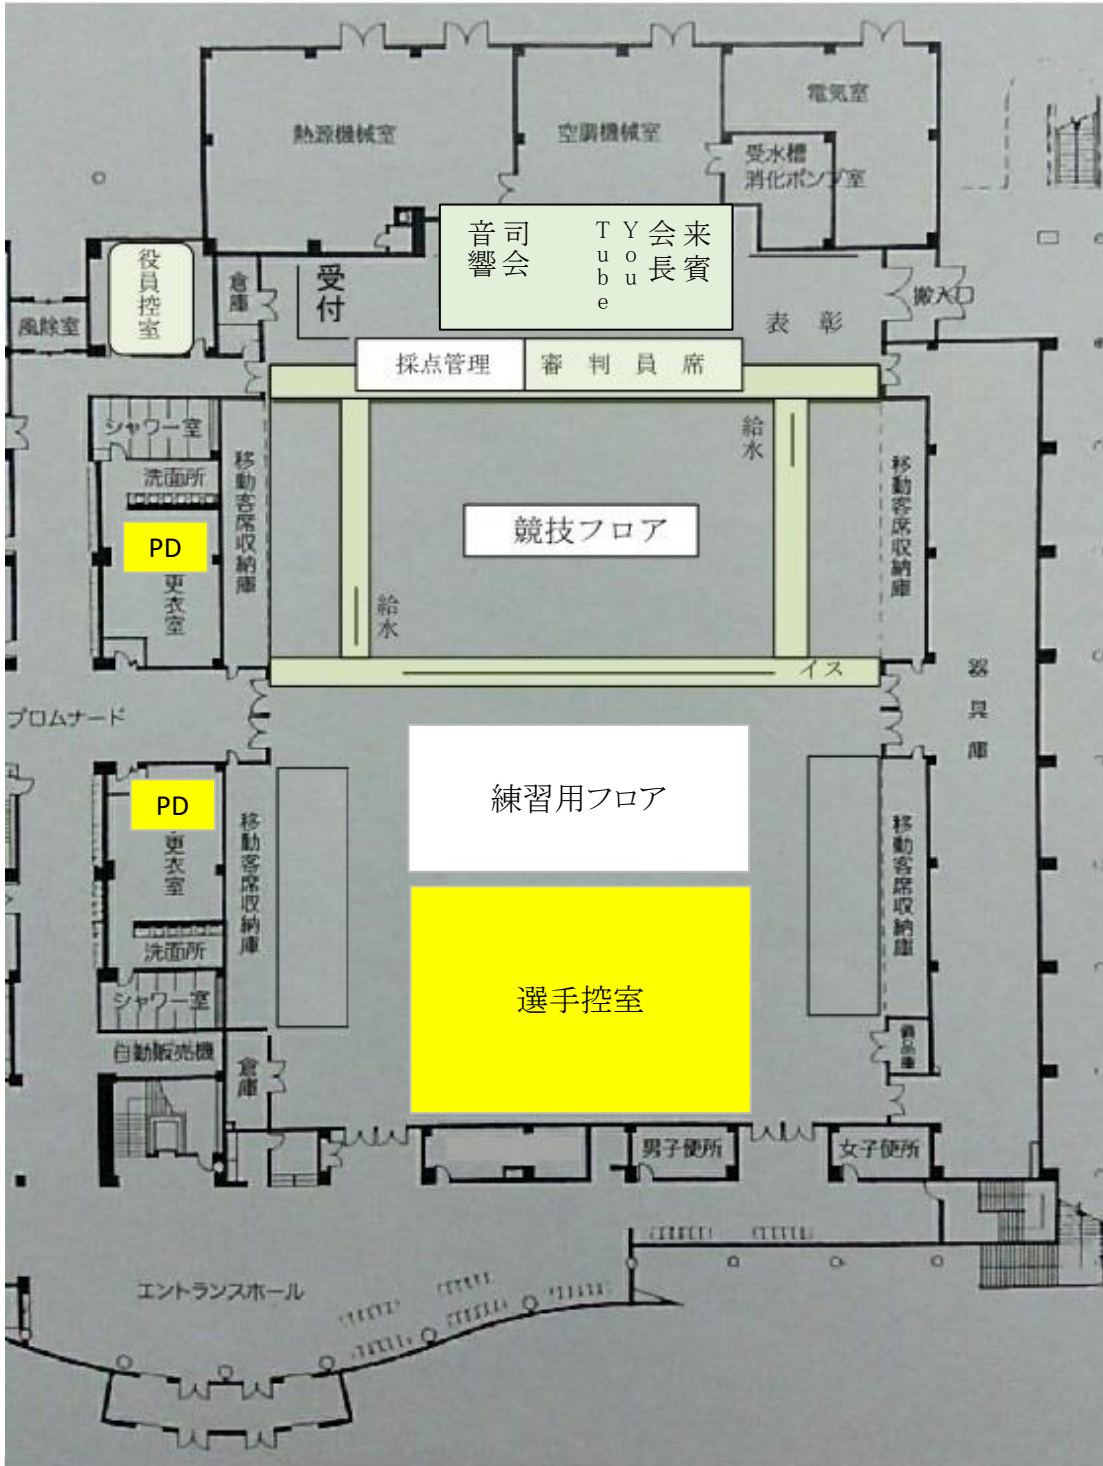 電気室
熱源機械室
空調機械室
受水槽
消化ポンプ室
役員控室
倉庫
受付
音響
司会
You
Tube
会長
来賓
搬入口
風除室
表彰
採点管理
審判員席
シャワー室
洗面所
移動客席収納庫
給水
移動客席収納庫
競技フロア
PD
更衣室
給水
イス
器具庫
プロムナード
練習用フロア
PD
更衣室
移動客席収納庫
移動客席収納庫
洗面所
選手控室
シャワー室
自動販売機
倉庫
備品庫
男子便所
女子便所
エントランスホール